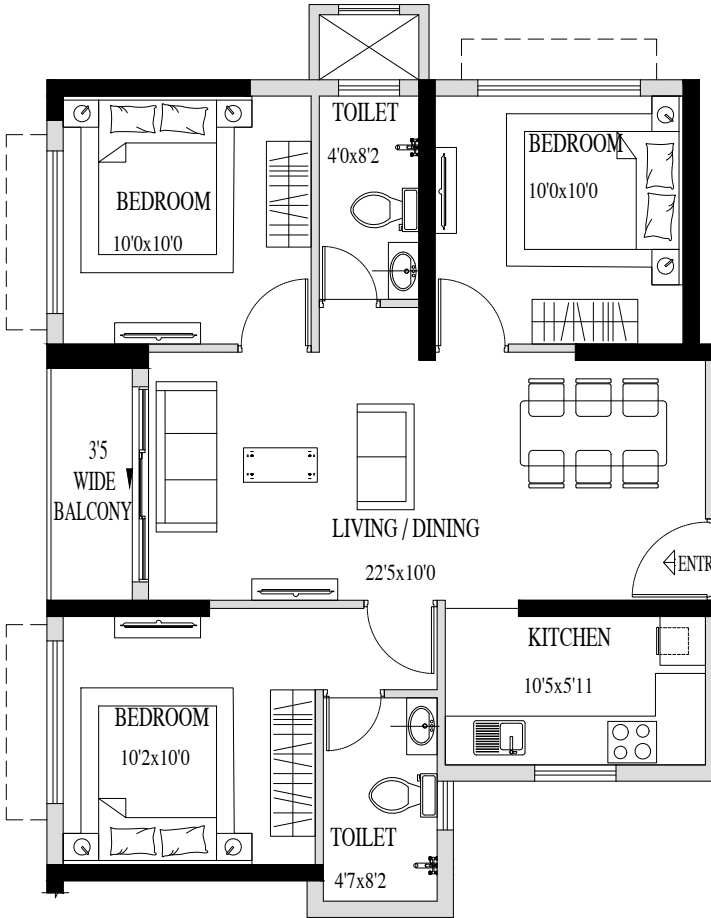 TOILET
4'0x8'2
BEDROOM
10'0x10'0
BEDROOM
10'0x10'0
3'5
WIDE
BALCONY
LIVING / DINING
22'5x10'0
ENTR
KITCHEN
10'5x5'11
BEDROOM
10'2x10'0
TOILET
4'7x8'2